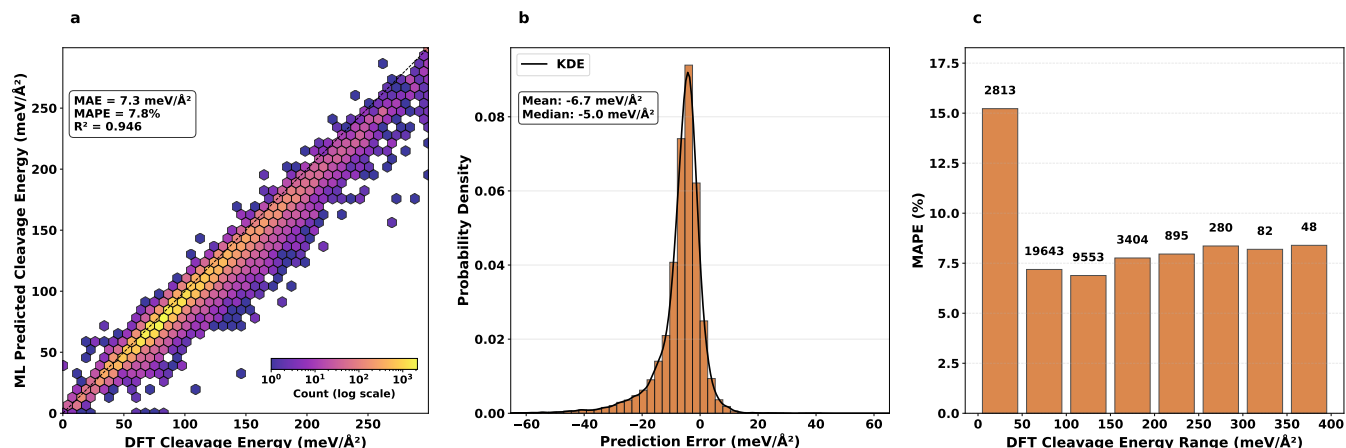 a
ML Predicted Cleavage Energy (meV/Å²)
250
200
150
100
50
0
MAE = 7.3 meV/Å²
MAPE = 7.8%
R² = 0.946
10⁰ 10¹ 10² 10³
Count (log scale)
0 50 100 150 200 250
DFT Cleavage Energy (meV/Å²)
b
Probability Density
0.08
0.06
0.04
0.02
0.00
KDE
Mean: -6.7 meV/Å²
Median: -5.0 meV/Å²
−60 −40 −20 0 20 40 60
Prediction Error (meV/Å²)
c
MAPE (%)
17.5
15.0
12.5
10.0
7.5
5.0
2.5
0.0
2813
19643
9553
3404
895
280
82
48
0 50 100 150 200 250 300 350 400
DFT Cleavage Energy Range (meV/Å²)